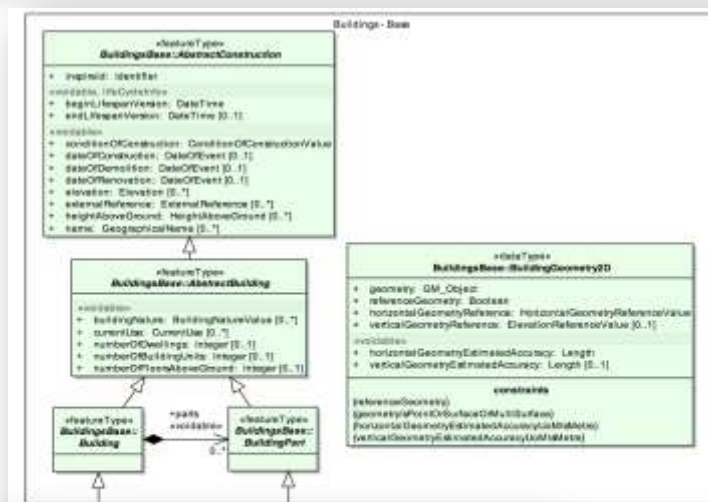 Buildings - Base
«featureType»
BuildingsBase::AbstractConstruction
+ inspireId: Identifier
«voidable, lifeCycleInfo»
+ beginLifespanVersion: DateTime
+ endLifespanVersion: DateTime [0..1]
«voidable»
+ conditionOfConstruction: ConditionOfConstructionValue
+ dateOfConstruction: DateOfEvent [0..1]
+ dateOfDemolition: DateOfEvent [0..1]
+ dateOfRenovation: DateOfEvent [0..1]
+ elevation: Elevation [0..*]
+ externalReference: ExternalReference [0..*]
+ heightAboveGround: HeightAboveGround [0..*]
+ name: GeographicalName [0..*]
«featureType»
BuildingsBase::AbstractBuilding
«voidable»
+ buildingNature: BuildingNatureValue [0..*]
+ currentUse: CurrentUse [0..*]
+ numberOfDwellings: Integer [0..1]
+ numberOfBuildingUnits: Integer [0..1]
+ numberOfFloorsAboveGround: Integer [0..1]
«featureType»
BuildingsBase::
Building
+parts
«voidable»
0..*
«featureType»
BuildingsBase::
BuildingPart
«dataType»
BuildingsBase::BuildingGeometry2D
+ geometry: GM_Object
+ referenceGeometry: Boolean
+ horizontalGeometryReference: HorizontalGeometryReferenceValue
+ verticalGeometryReference: ElevationReferenceValue [0..1]
«voidable»
+ horizontalGeometryEstimatedAccuracy: Length
+ verticalGeometryEstimatedAccuracy: Length [0..1]
constraints
{referenceGeometry}
{geometryIsPointOrSurfaceOrMultiSurface}
{horizontalGeometryEstimatedAccuracyUoMIsMetre}
{verticalGeometryEstimatedAccuracyUoMIsMetre}